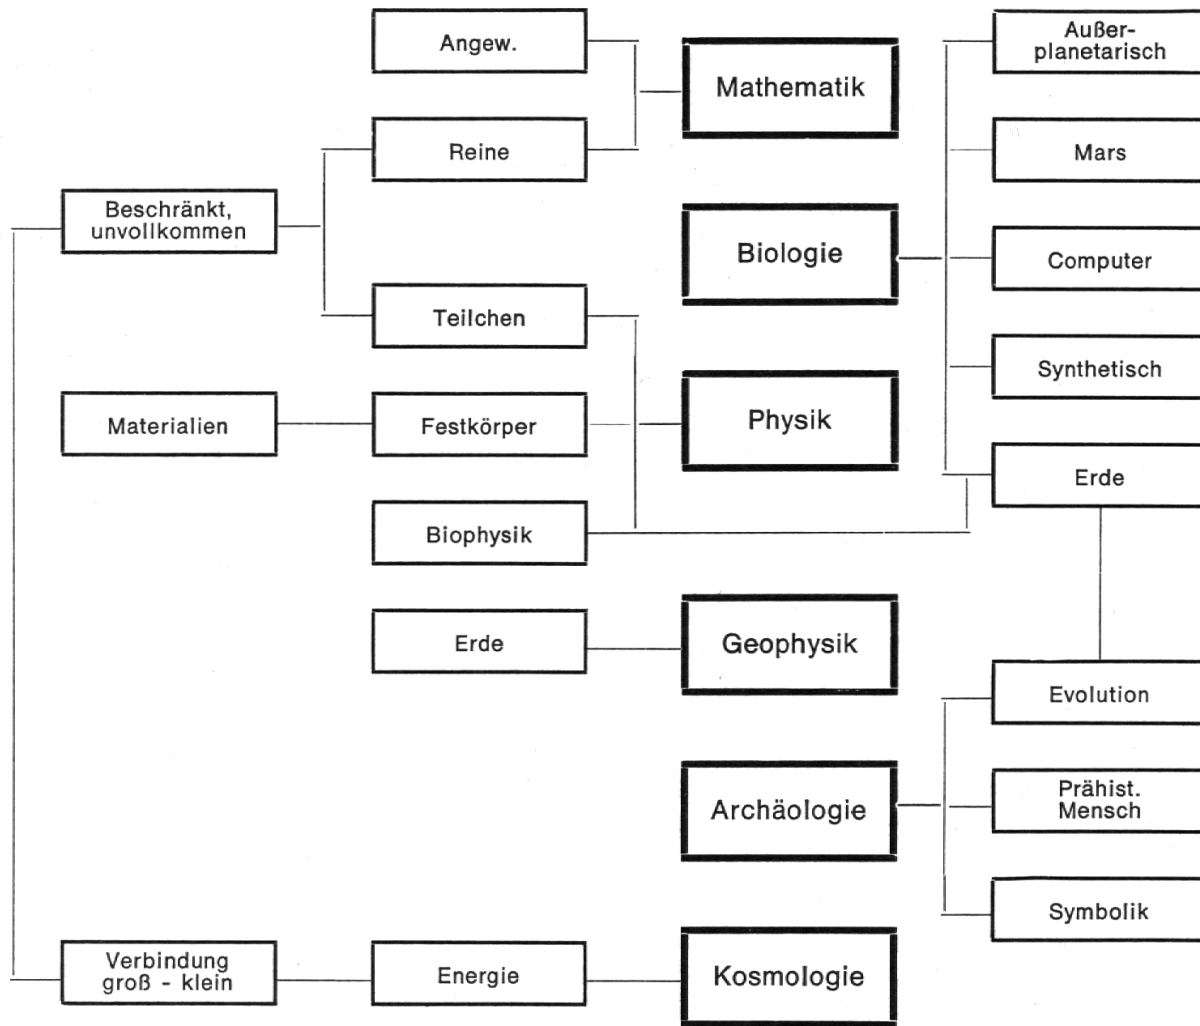 Angew.
Mathematik
Außer-
planetarisch
Reine
Mars
Beschränkt,
unvollkommen
Biologie
Computer
Teilchen
Synthetisch
Materialien
Festkörper
Physik
Erde
Biophysik
Erde
Geophysik
Evolution
Archäologie
Prähist.
Mensch
Symbolik
Verbindung
groß - klein
Energie
Kosmologie